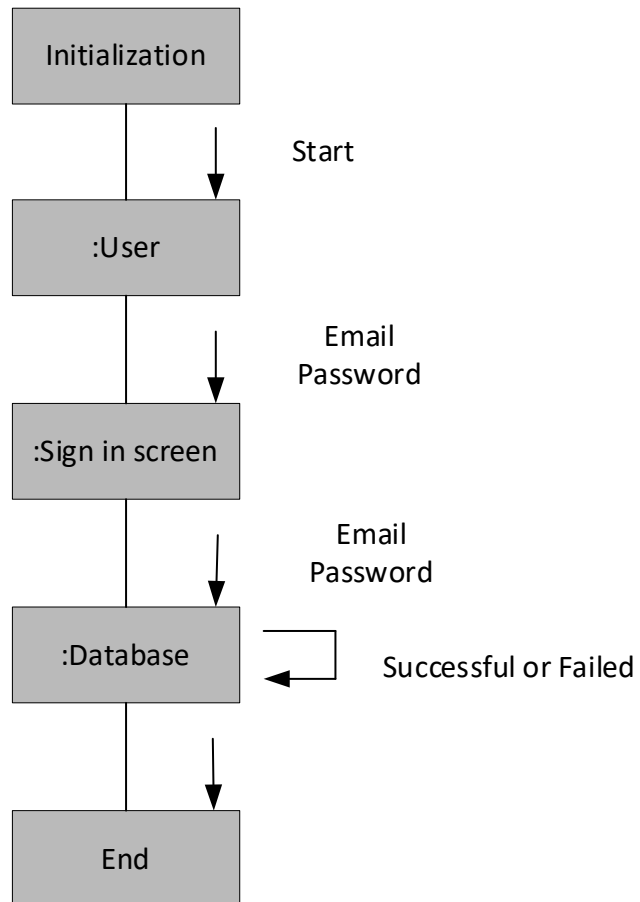 Initialization
Start
:User
Email
Password
:Sign in screen
Email
Password
:Database
Successful or Failed
End